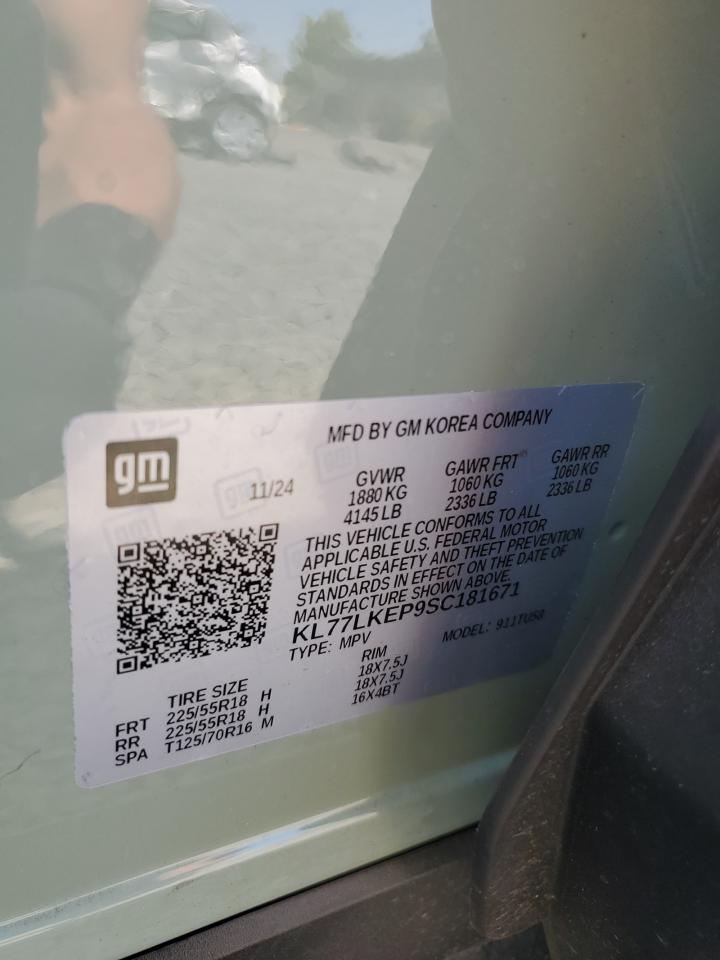 MFD BY GM KOREA COMPANY
gm
11/24
GVWR GAWR FRT GAWR RR
1880 KG 1060 KG 1060 KG
4145 LB 2336 LB 2336 LB
THIS VEHICLE CONFORMS TO ALL
APPLICABLE U.S. FEDERAL MOTOR
VEHICLE SAFETY AND THEFT PREVENTION
STANDARDS IN EFFECT ON THE DATE OF
MANUFACTURE SHOWN ABOVE.
KL77LKEP9SC181671
TYPE: MPV MODEL: 911TU58
TIRE SIZE RIM
FRT 225/55R18 H 18X7.5J
RR 225/55R18 H 18X7.5J
SPA T125/70R16 M 16X4BT